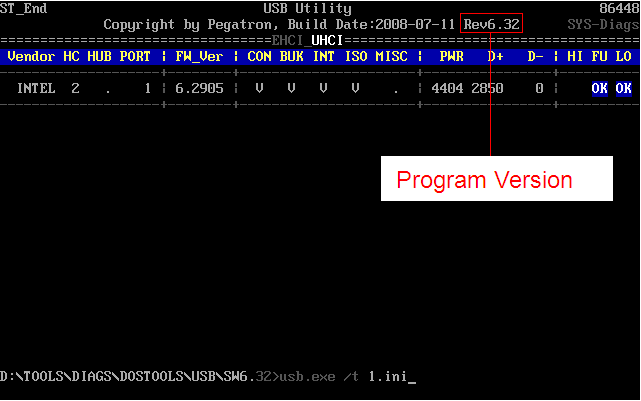 ST_End USB Utility 86448
Copyright by Pegatron, Build Date:2008-07-11 Rev6.32 SYS-Diags
EHCI_UHCI
Vendor HC HUB PORT | FW_Ver | CON BUK INT ISO MISC | PWR D+ D- | HI FU LO
INTEL 2 . 1 | 6.2905 | V V V V . | 4404 2850 0 | OK OK
Program Version
D:\TOOLS\DIAGS\DOSTOOLS\USB\SW6.32>usb.exe /t 1.ini_